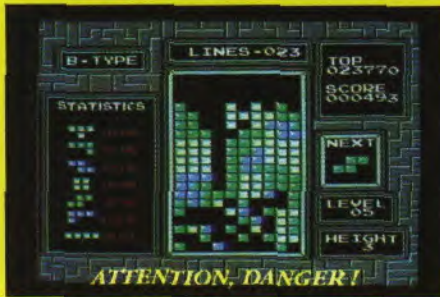 B-TYPE
LINES-023
TOP
023770
SCORE
000493
STATISTICS
NEXT
LEVEL
05
HEIGHT
3
ATTENTION, DANGER !